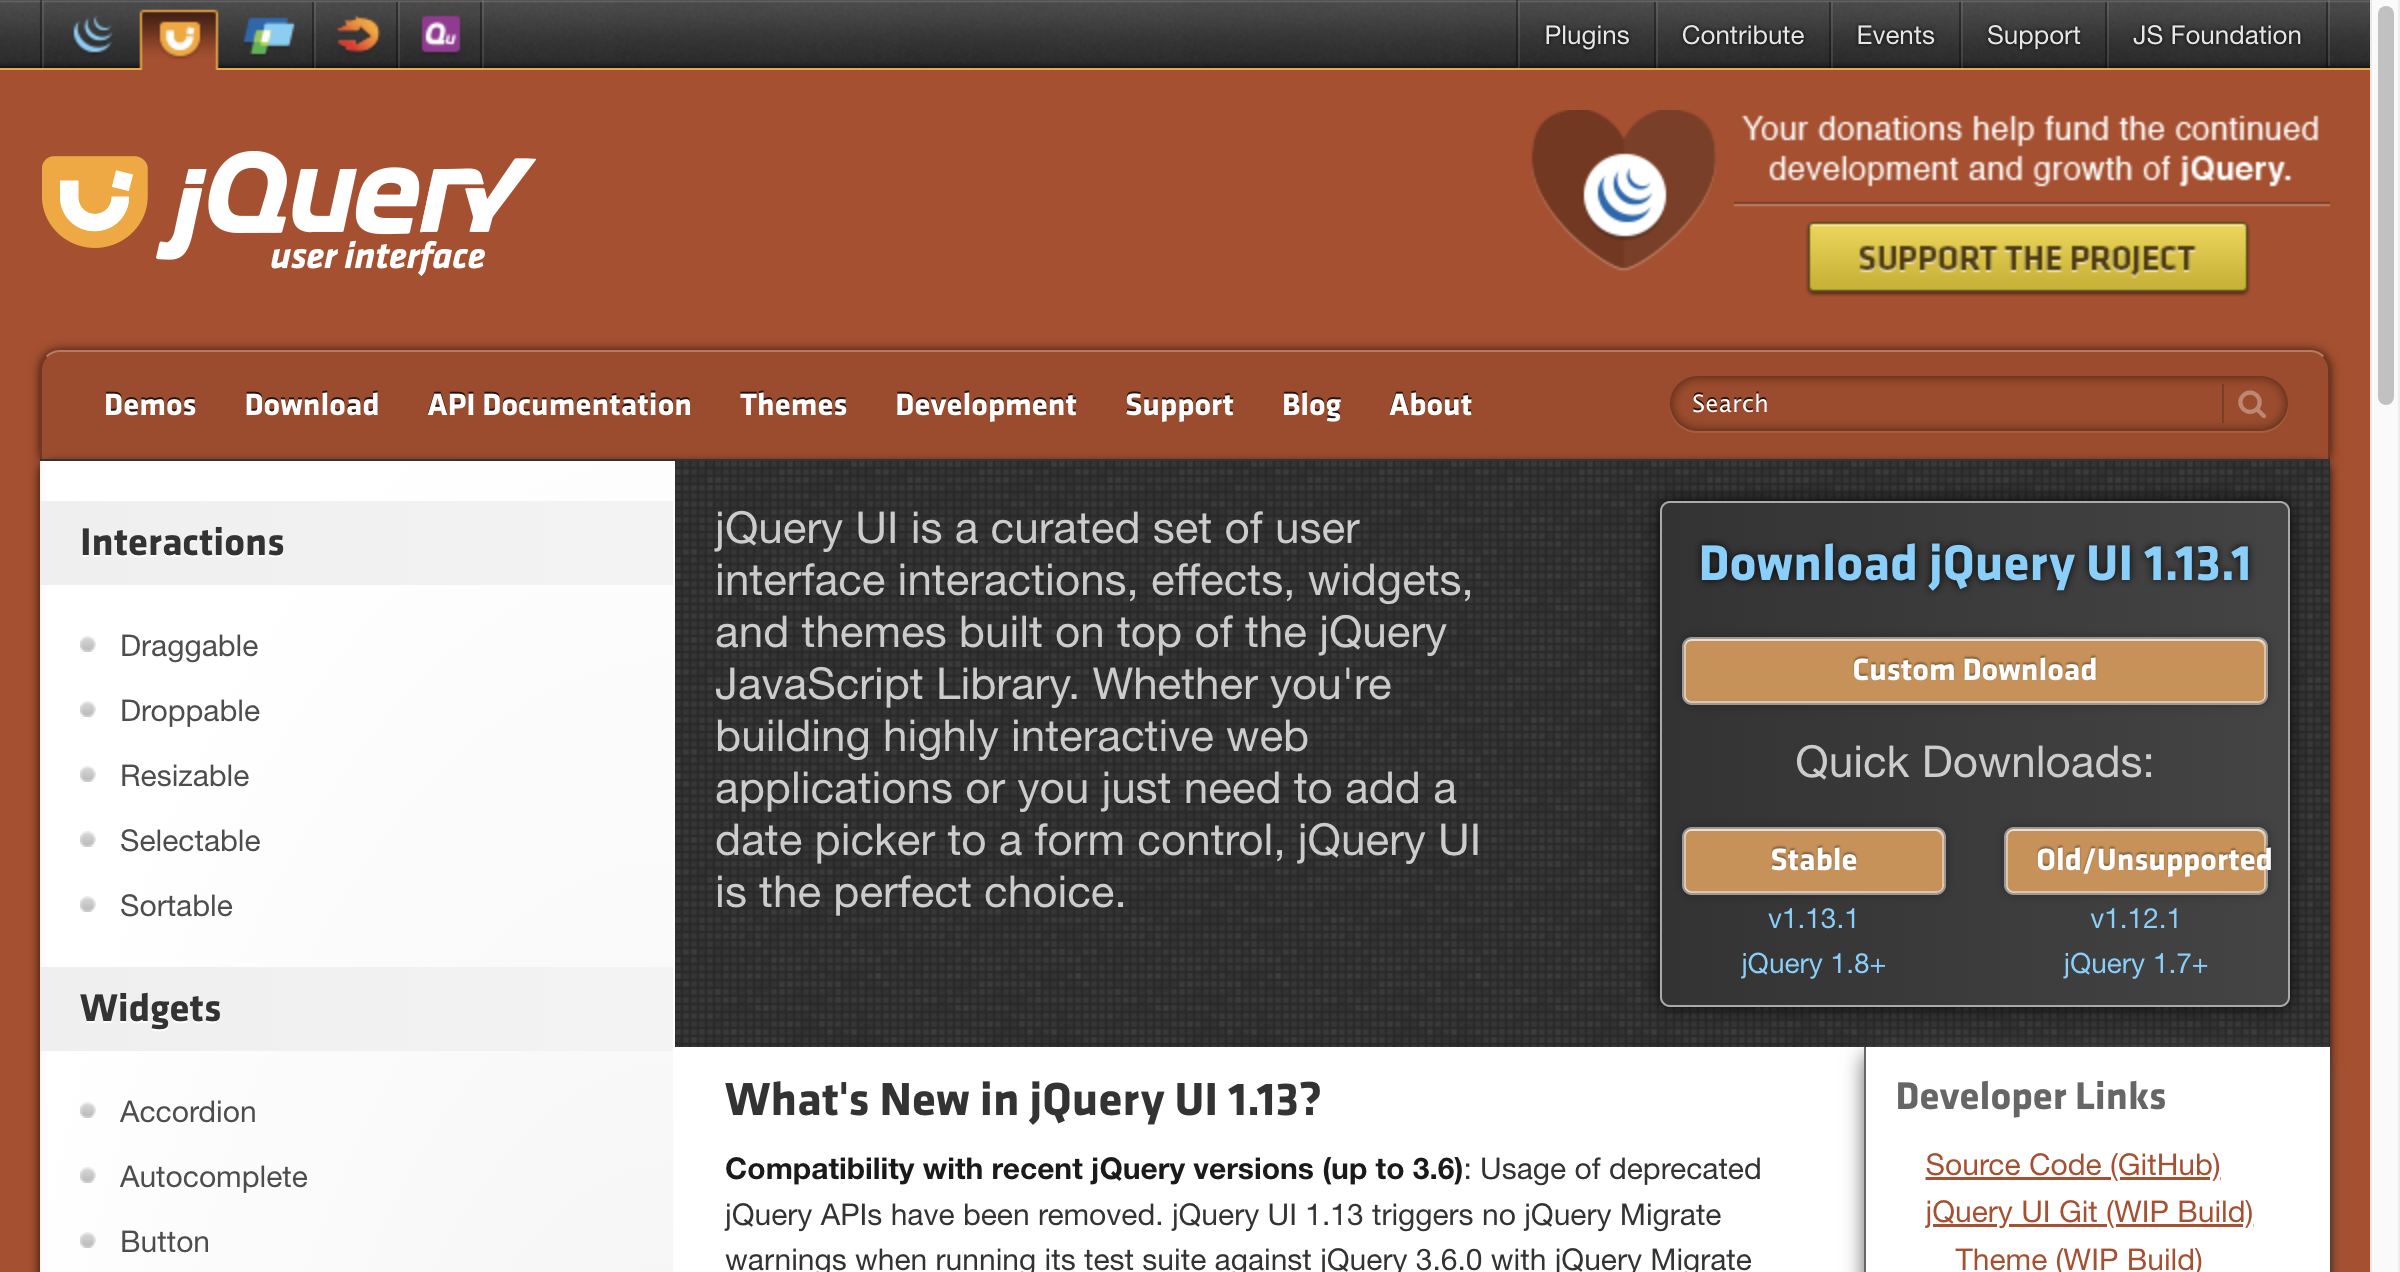 Qu
Plugins
Contribute
Events
Support
JS Foundation
jQuery
user interface
Your donations help fund the continued
development and growth of jQuery.
SUPPORT THE PROJECT
Demos
Download
API Documentation
Themes
Development
Support
Blog
About
Search
Interactions
Draggable
Droppable
Resizable
Selectable
Sortable
Widgets
Accordion
Autocomplete
Button
jQuery UI is a curated set of user
interface interactions, effects, widgets,
and themes built on top of the jQuery
JavaScript Library. Whether you're
building highly interactive web
applications or you just need to add a
date picker to a form control, jQuery UI
is the perfect choice.
Download jQuery UI 1.13.1
Custom Download
Quick Downloads:
Stable
v1.13.1
jQuery 1.8+
Old/Unsupported
v1.12.1
jQuery 1.7+
What's New in jQuery UI 1.13?
Compatibility with recent jQuery versions (up to 3.6): Usage of deprecated
jQuery APIs have been removed. jQuery UI 1.13 triggers no jQuery Migrate
warnings when running its test suite against jQuery 3.6.0 with jQuery Migrate
Developer Links
Source Code (GitHub)
jQuery UI Git (WIP Build)
Theme (WIP Build)